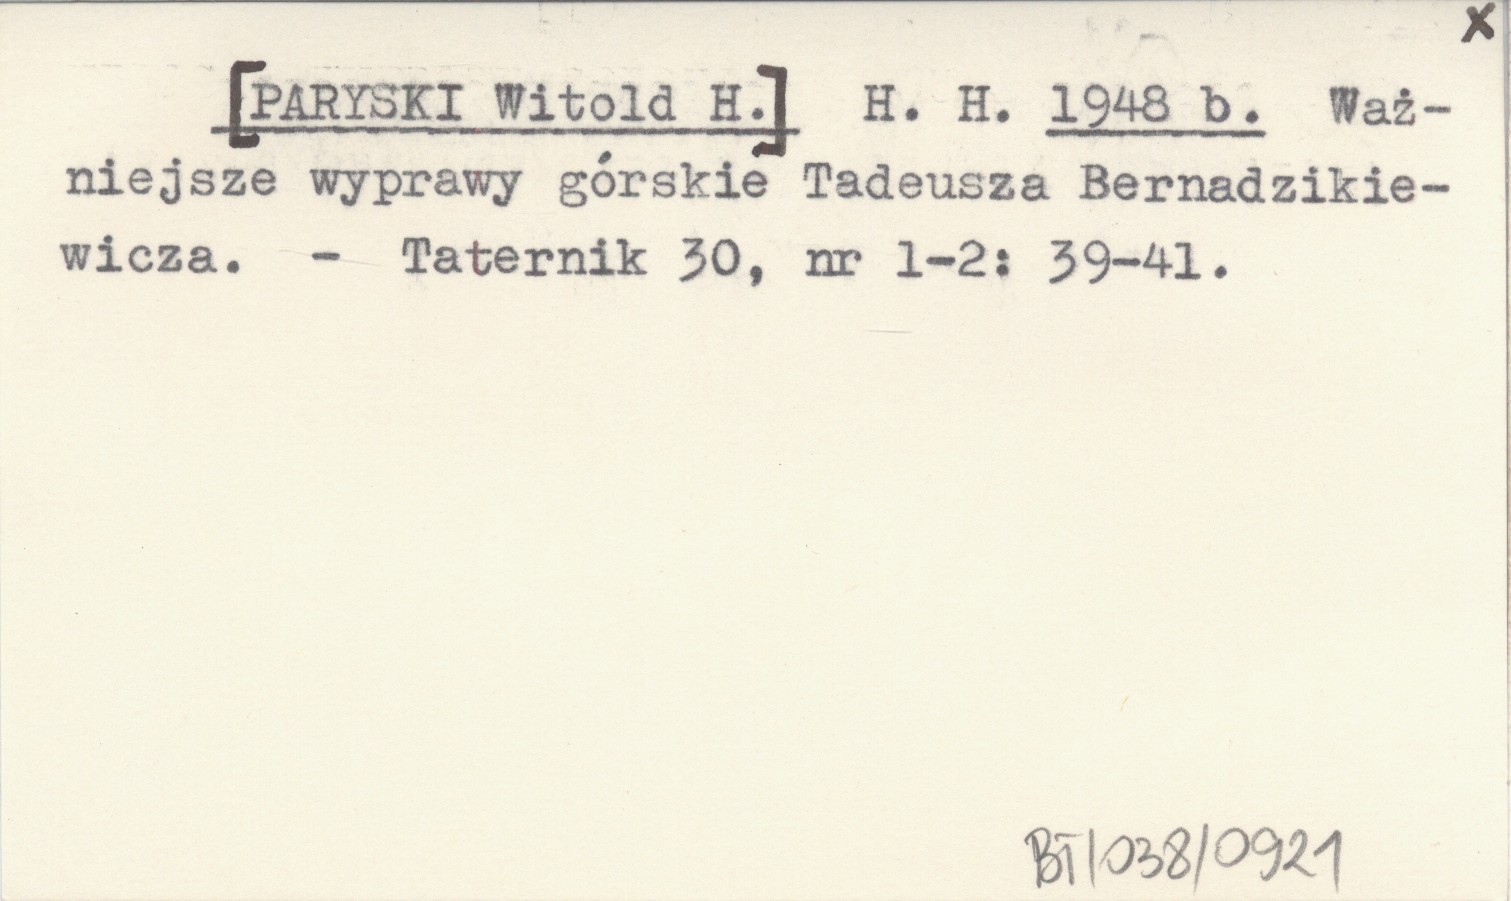 x
[PARYSKI Witold H.] H. H. 1948 b. Waż-
niejsze wyprawy górskie Tadeusza Bernadzikie-
wicza. - Taternik 30, nr 1-2: 39-41.
BT/038/0921